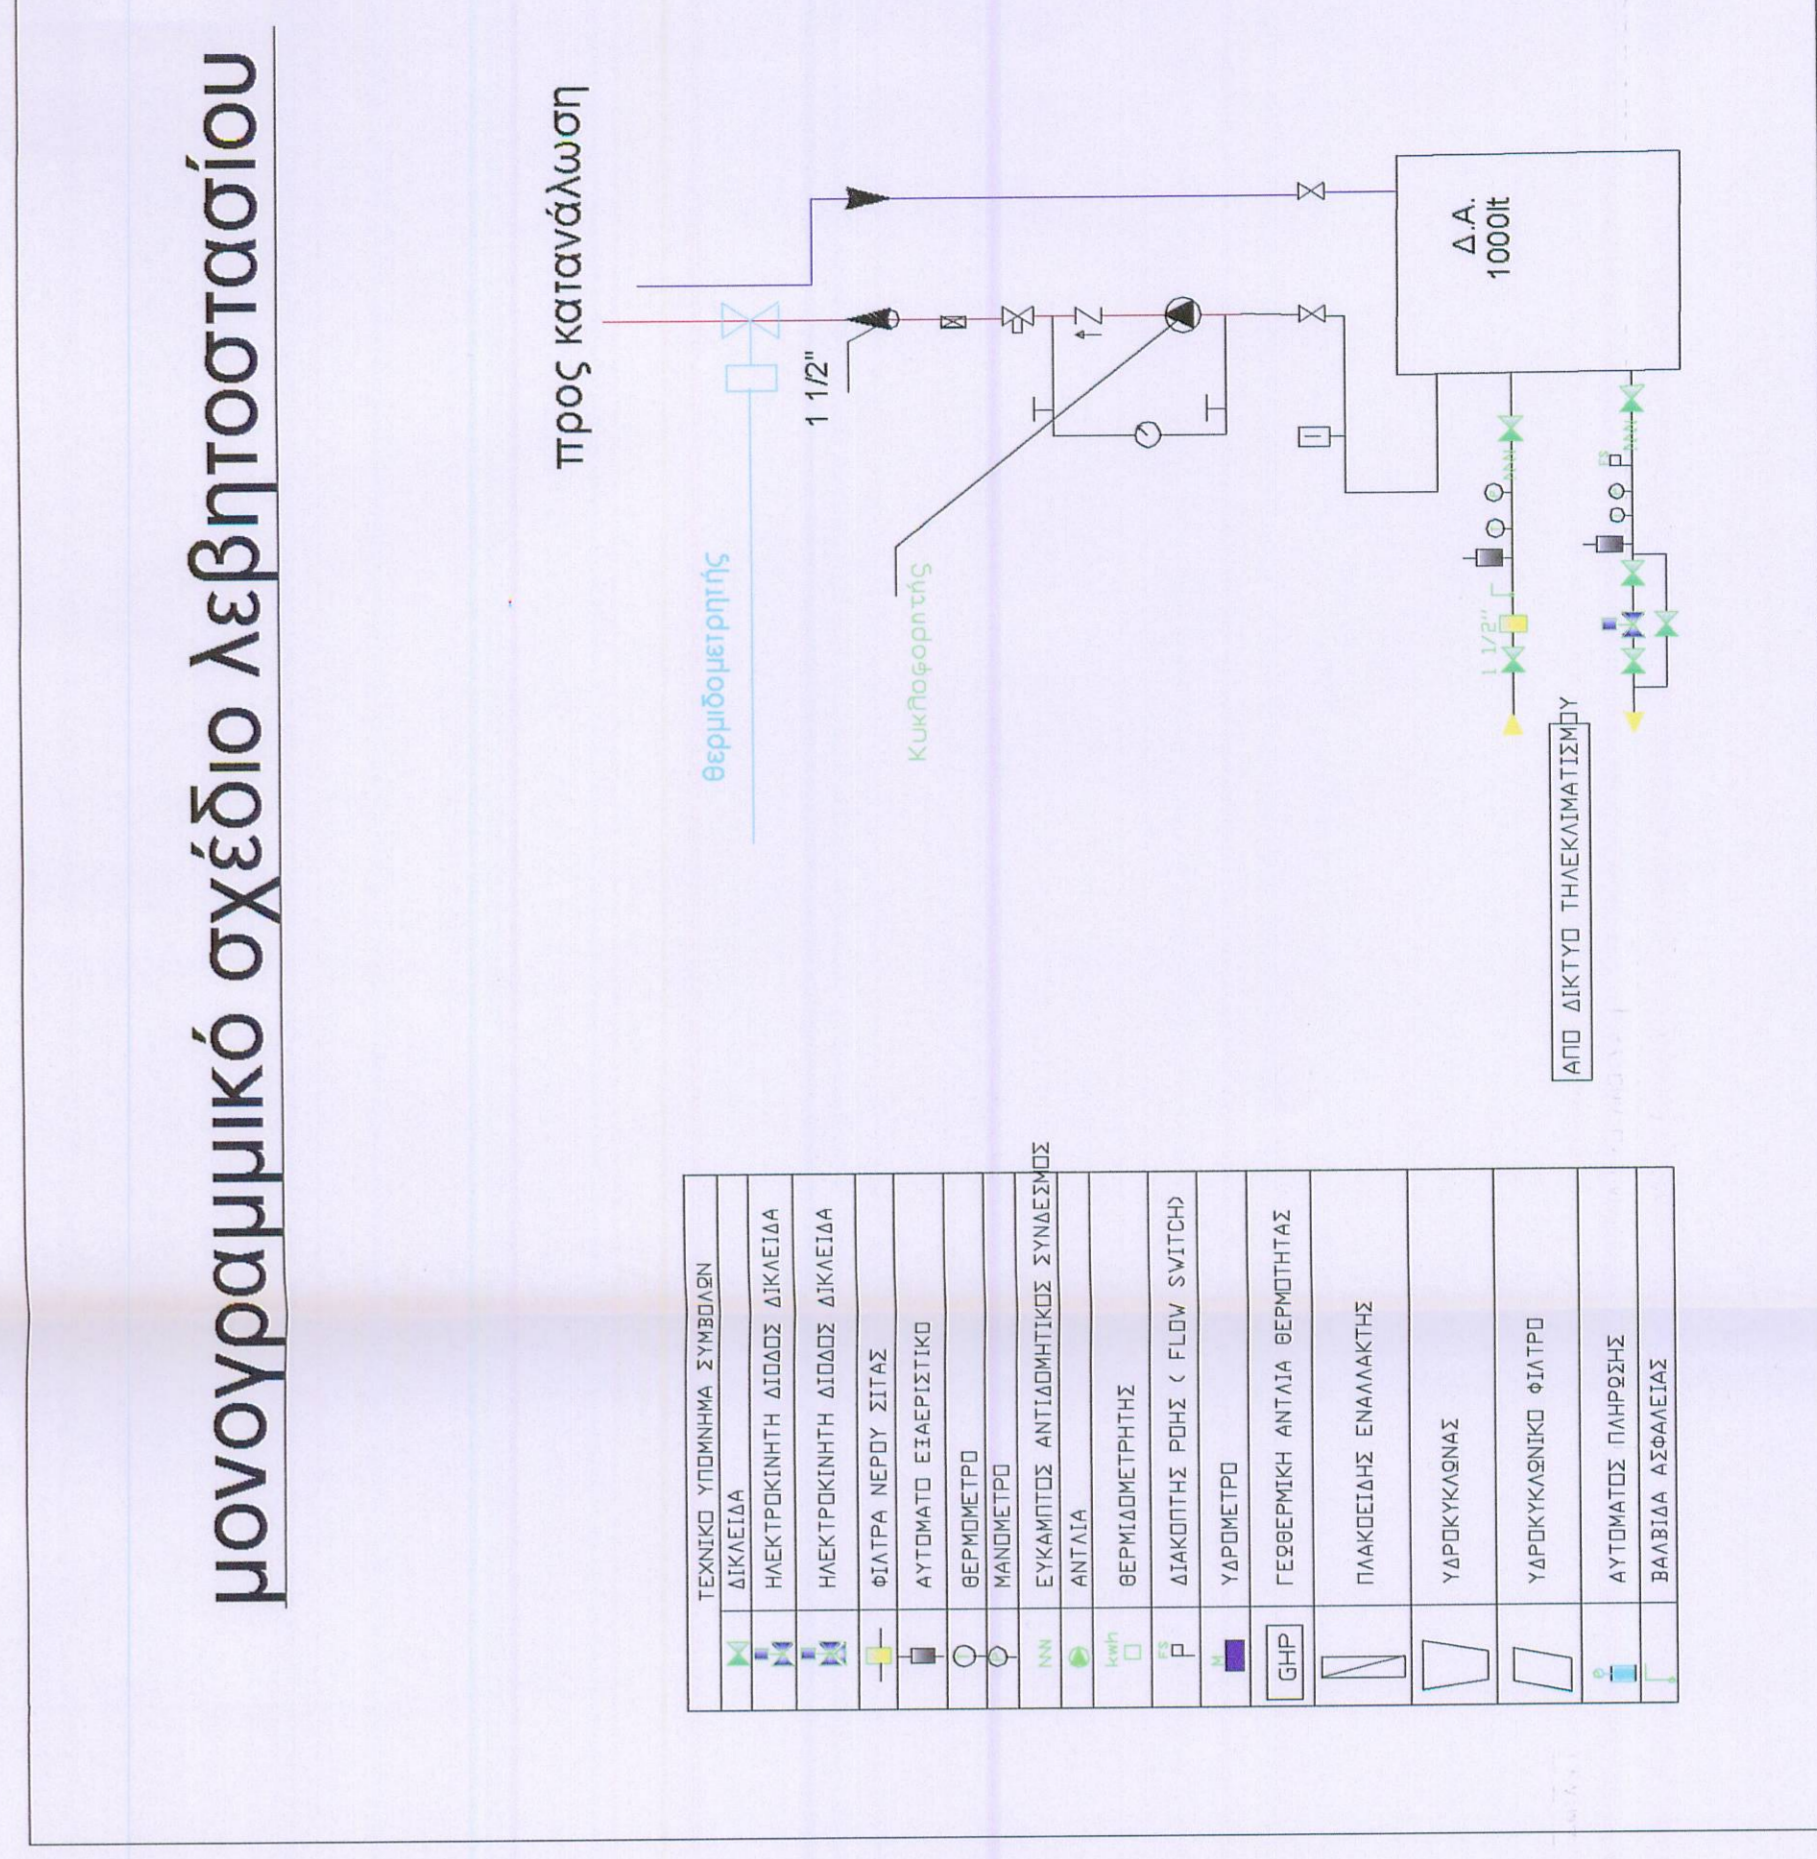 μονογραμμικό σχέδιο λεβητοστασίου
προς κατανάλωση
θερμιδομετρητής
1 1/2"
Κυκλοφορητής
Δ.Α.
1000lt
1 1/2"
FS
ΑΠΟ ΔΙΚΤΥΟ ΤΗΛΕΚΛΙΜΑΤΙΣΜΟΥ
ΤΕΧΝΙΚΟ ΥΠΟΜΝΗΜΑ ΣΥΜΒΟΛΩΝ
ΔΙΚΛΕΙΔΑ
ΗΛΕΚΤΡΟΚΙΝΗΤΗ ΔΙΟΔΟΣ ΔΙΚΛΕΙΔΑ
ΗΛΕΚΤΡΟΚΙΝΗΤΗ ΔΙΟΔΟΣ ΔΙΚΛΕΙΔΑ
ΦΙΛΤΡΑ ΝΕΡΟΥ ΣΙΤΑΣ
ΑΥΤΟΜΑΤΟ ΕΞΑΕΡΙΣΤΙΚΟ
ΘΕΡΜΟΜΕΤΡΟ
ΜΑΝΟΜΕΤΡΟ
ΕΥΚΑΜΠΤΟΣ ΑΝΤΙΔΟΜΗΤΙΚΟΣ ΣΥΝΔΕΣΜΟΣ
ΑΝΤΛΙΑ
kwh ΘΕΡΜΙΔΟΜΕΤΡΗΤΗΣ
FS ΔΙΑΚΟΠΤΗΣ ΡΟΗΣ ( FLOW SWITCH)
M ΥΔΡΟΜΕΤΡΟ
GHP ΓΕΩΘΕΡΜΙΚΗ ΑΝΤΛΙΑ ΘΕΡΜΟΤΗΤΑΣ
ΠΛΑΚΟΕΙΔΗΣ ΕΝΑΛΛΑΚΤΗΣ
ΥΔΡΟΚΥΚΛΩΝΑΣ
ΥΔΡΟΚΥΚΛΩΝΙΚΟ ΦΙΛΤΡΟ
ΑΥΤΟΜΑΤΟΣ ΠΛΗΡΩΣΗΣ
ΒΑΛΒΙΔΑ ΑΣΦΑΛΕΙΑΣ